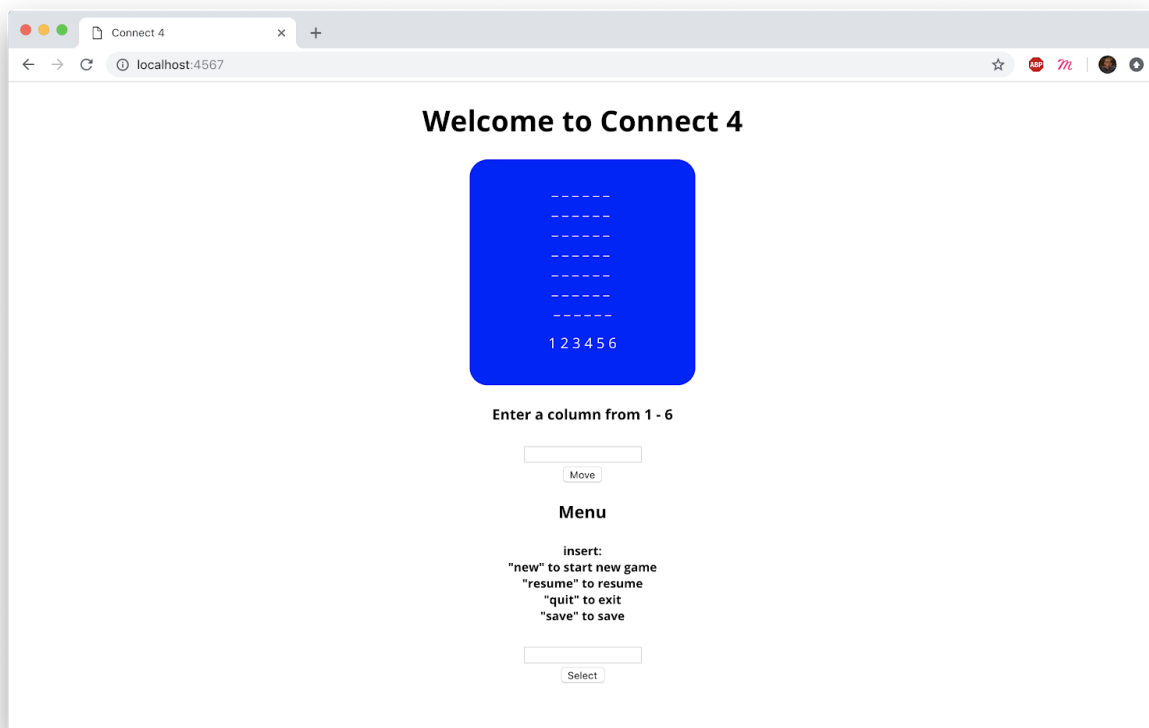 Connect 4
localhost:4567
ABP
m
Welcome to Connect 4
– – – – – –
– – – – – –
– – – – – –
– – – – – –
– – – – – –
– – – – – –
– – – – – –
1 2 3 4 5 6
Enter a column from 1 - 6
Move
Menu
insert:
"new" to start new game
"resume" to resume
"quit" to exit
"save" to save
Select